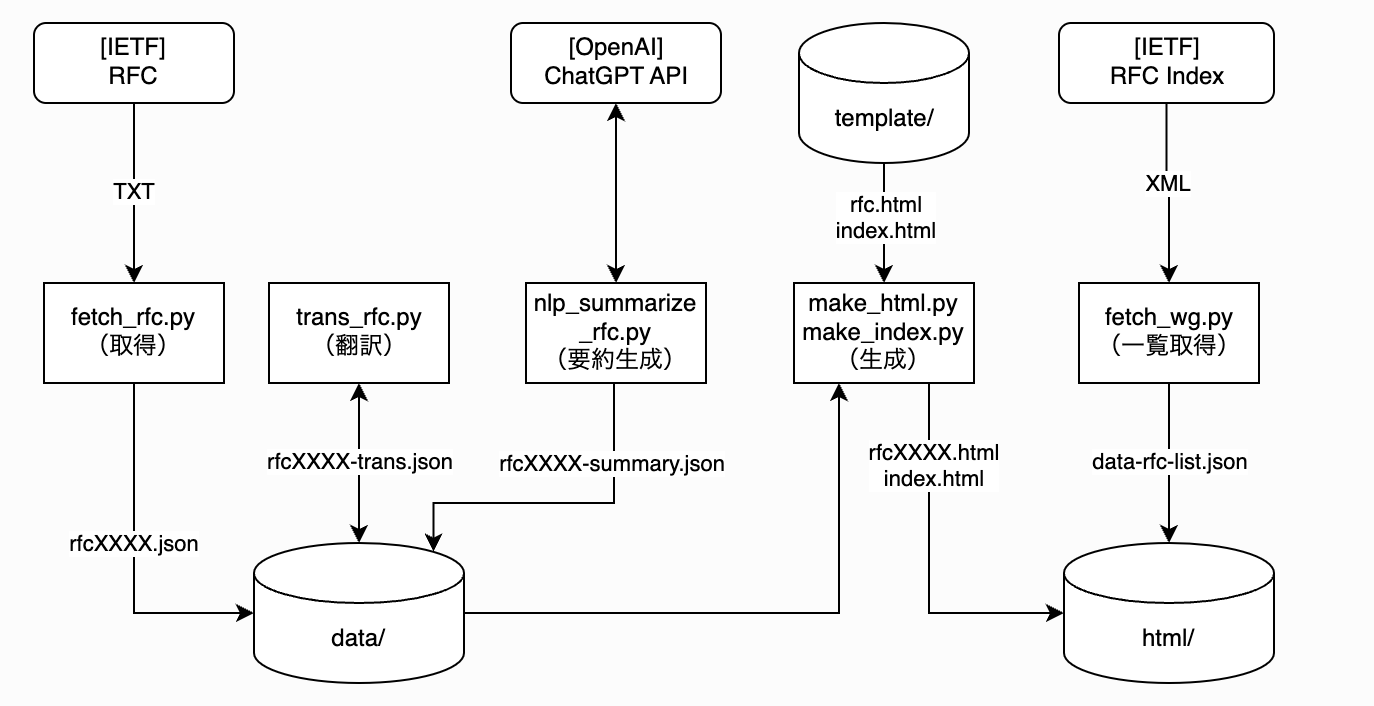 [IETF]
RFC
[OpenAI]
ChatGPT API
template/
[IETF]
RFC Index
TXT
rfc.html
index.html
XML
fetch_rfc.py
（取得）
trans_rfc.py
（翻訳）
nlp_summarize
_rfc.py
（要約生成）
make_html.py
make_index.py
（生成）
fetch_wg.py
（一覧取得）
rfcXXXX-trans.json
rfcXXXX-summary.json
rfcXXXX.html
index.html
data-rfc-list.json
rfcXXXX.json
data/
html/